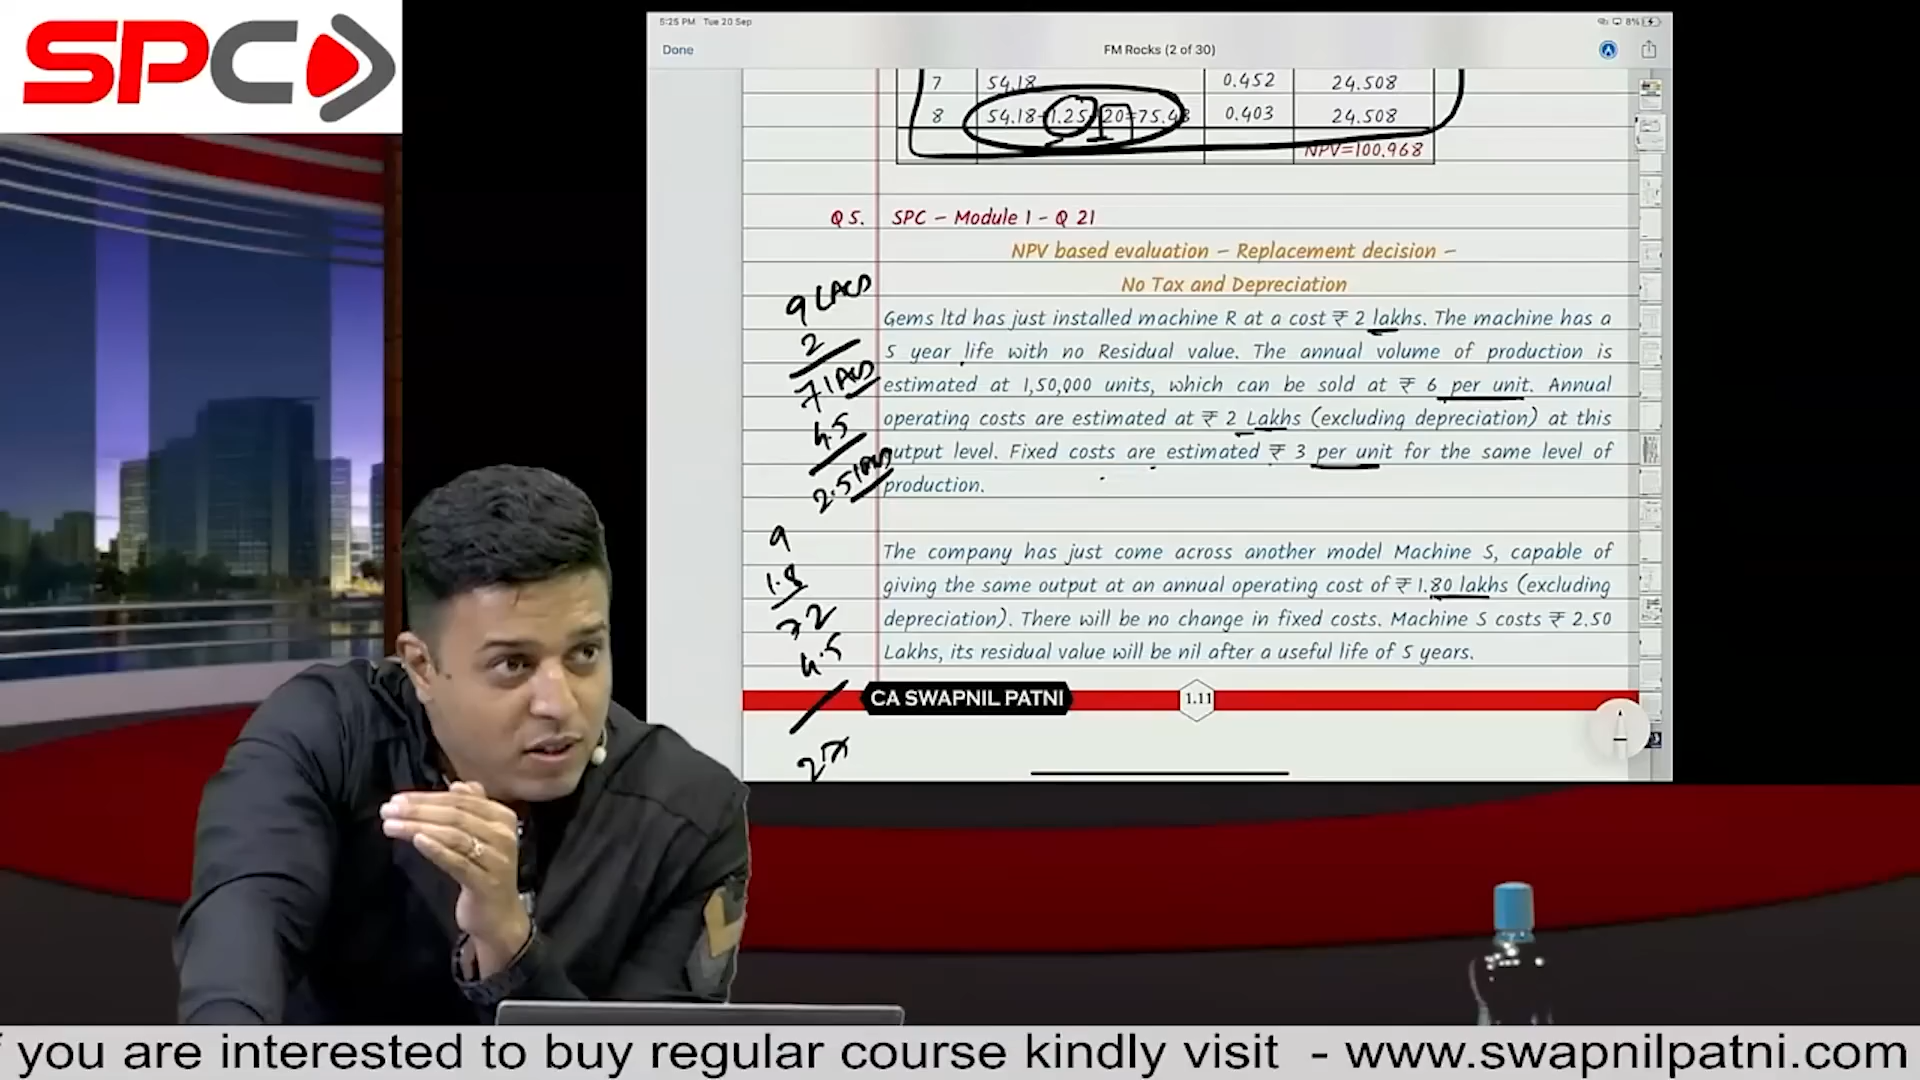 SPC
5:25 PM Tue 20 Sep
8%
Done
FM Rocks (2 of 30)
7 54.18 0.452 24.508
8 54.18+1.25+20=75.43 0.403 24.508
NPV=100.968
Q 5. SPC – Module 1 - Q 21
NPV based evaluation – Replacement decision –
No Tax and Depreciation
Gems ltd has just installed machine R at a cost ₹ 2 lakhs. The machine has a
5 year life with no Residual value. The annual volume of production is
estimated at 1,50,000 units, which can be sold at ₹ 6 per unit. Annual
operating costs are estimated at ₹ 2 Lakhs (excluding depreciation) at this
output level. Fixed costs are estimated ₹ 3 per unit for the same level of
production.
The company has just come across another model Machine S, capable of
giving the same output at an annual operating cost of ₹ 1.80 lakhs (excluding
depreciation). There will be no change in fixed costs. Machine S costs ₹ 2.50
Lakhs, its residual value will be nil after a useful life of 5 years.
9 LACS
2
7 LACS
4.5
2.5 LACS
9
1.8
7.2
4.5
CA SWAPNIL PATNI
1.11
you are interested to buy regular course kindly visit - www.swapnilpatni.com